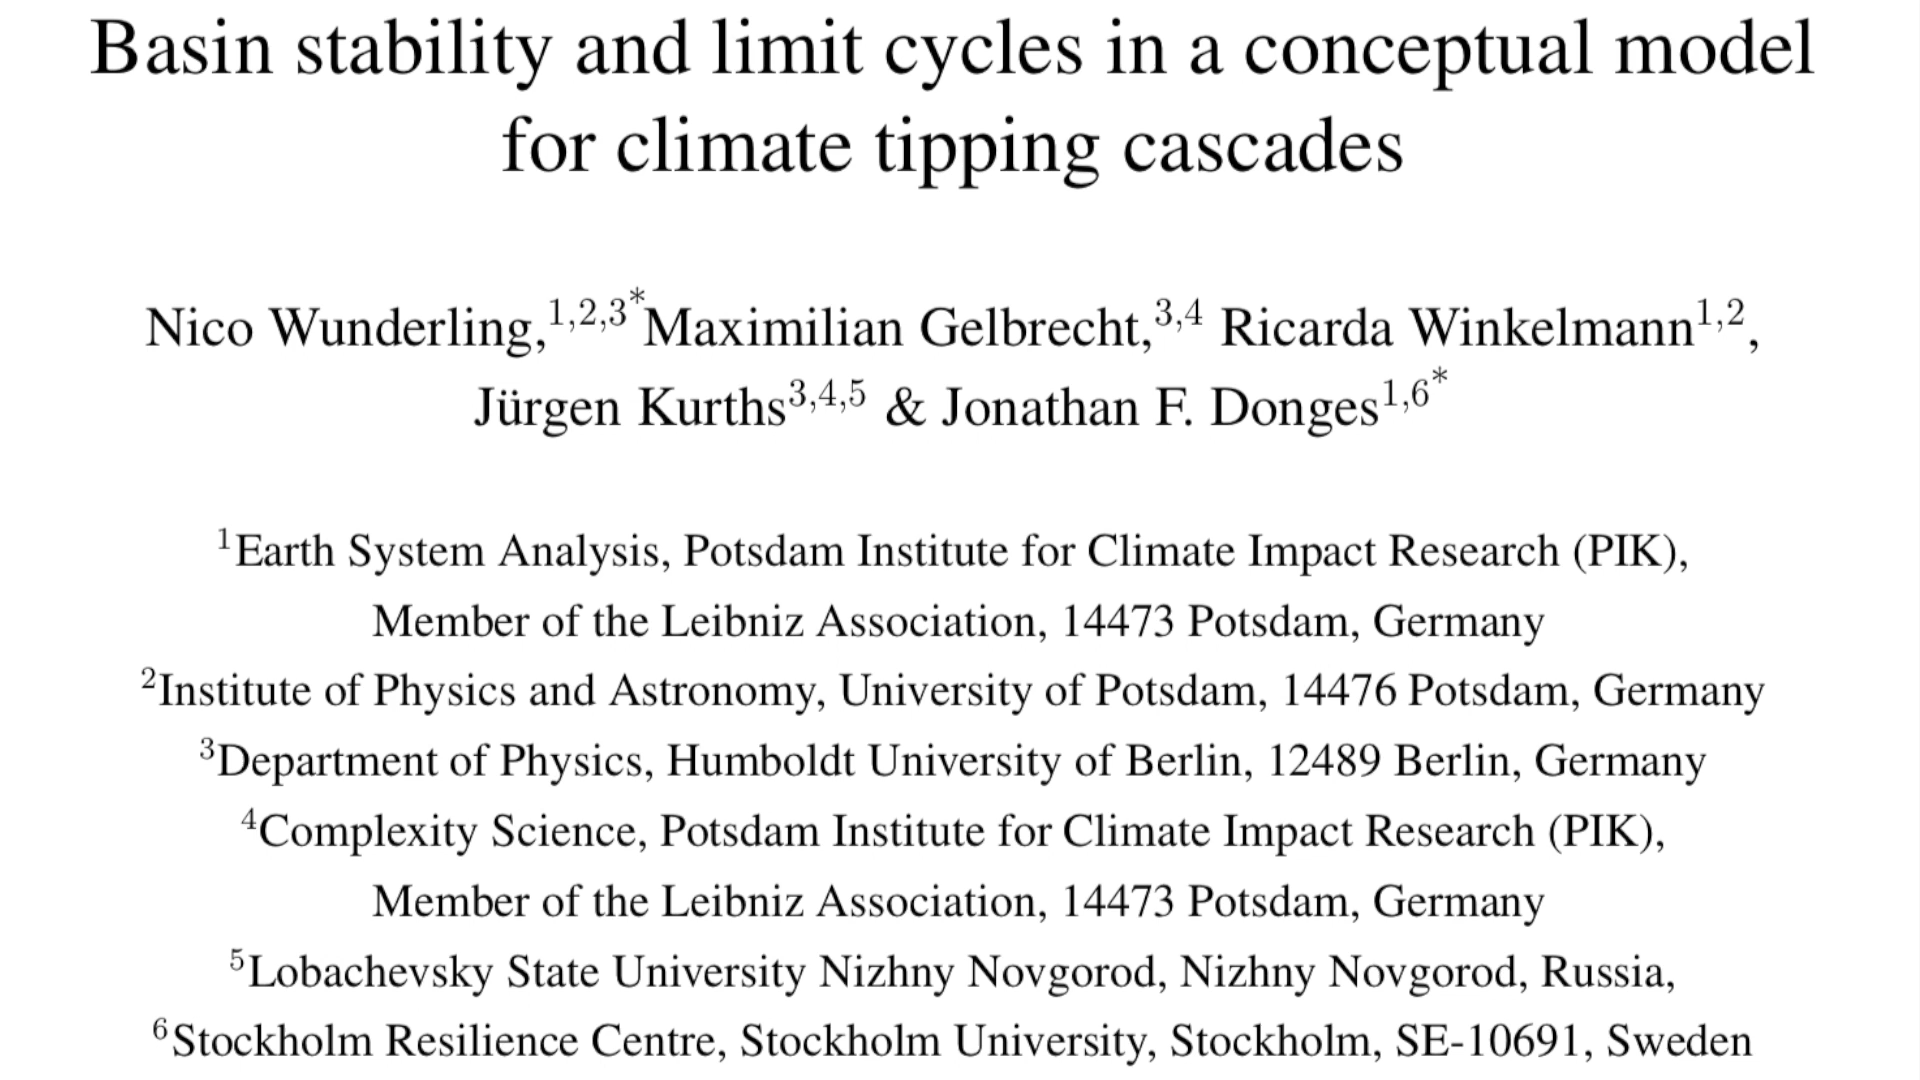 Basin stability and limit cycles in a conceptual model
for climate tipping cascades
Nico Wunderling,1,2,3* Maximilian Gelbrecht,3,4 Ricarda Winkelmann1,2,
Jürgen Kurths3,4,5 & Jonathan F. Donges1,6*
1Earth System Analysis, Potsdam Institute for Climate Impact Research (PIK),
Member of the Leibniz Association, 14473 Potsdam, Germany
2Institute of Physics and Astronomy, University of Potsdam, 14476 Potsdam, Germany
3Department of Physics, Humboldt University of Berlin, 12489 Berlin, Germany
4Complexity Science, Potsdam Institute for Climate Impact Research (PIK),
Member of the Leibniz Association, 14473 Potsdam, Germany
5Lobachevsky State University Nizhny Novgorod, Nizhny Novgorod, Russia,
6Stockholm Resilience Centre, Stockholm University, Stockholm, SE-10691, Sweden